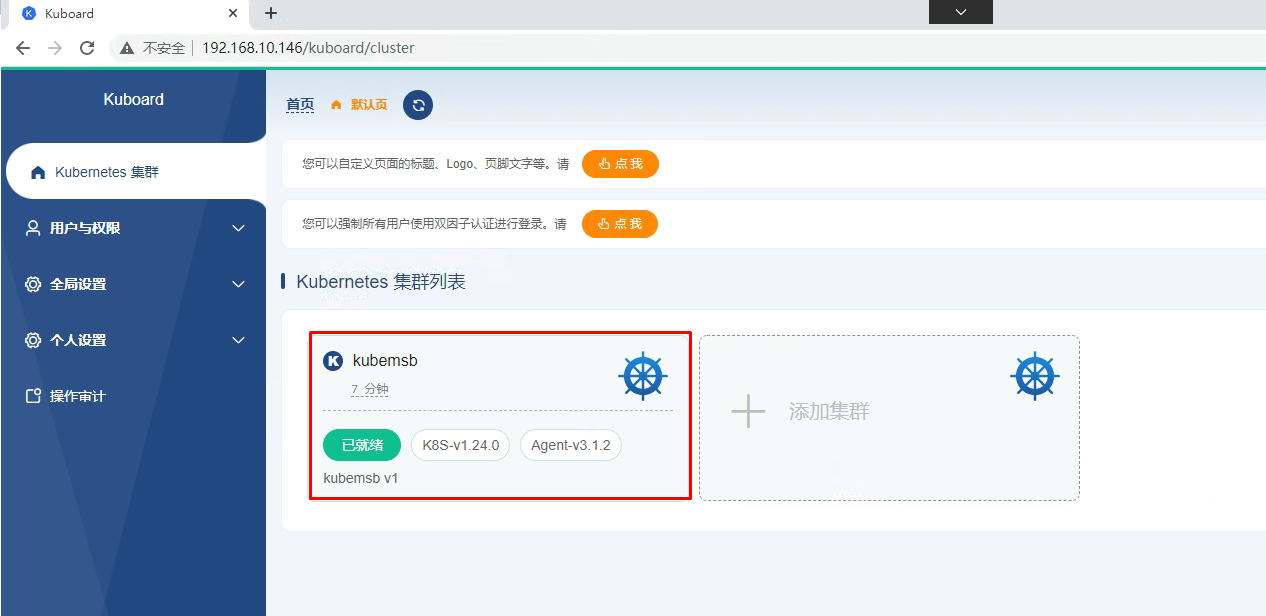 Kuboard
不安全 192.168.10.146/kuboard/cluster
Kuboard
Kubernetes 集群
用户与权限
全局设置
个人设置
操作审计
首页 默认页
您可以自定义页面的标题、Logo、页脚文字等。请 点 我
您可以强制所有用户使用双因子认证进行登录。请 点 我
Kubernetes 集群列表
kubemsb
7 分钟
已就绪 K8S-v1.24.0 Agent-v3.1.2
kubemsb v1
添加集群